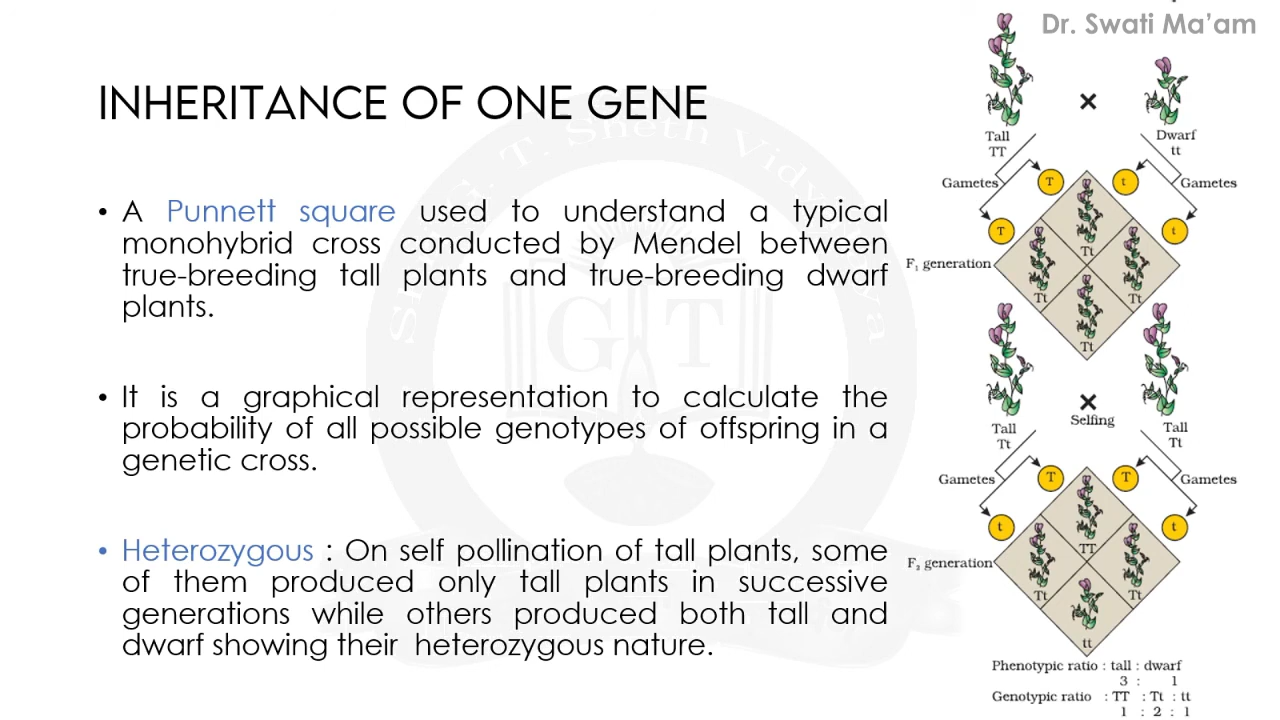 Dr. Swati Ma’am
INHERITANCE OF ONE GENE
• A Punnett square used to understand a typical
monohybrid cross conducted by Mendel between
true-breeding tall plants and true-breeding dwarf
plants.
• It is a graphical representation to calculate the
probability of all possible genotypes of offspring in a
genetic cross.
• Heterozygous : On self pollination of tall plants, some
of them produced only tall plants in successive
generations while others produced both tall and
dwarf showing their heterozygous nature.
×
Tall
TT
Dwarf
tt
Gametes
T
t
Gametes
T
t
Tt
F₁ generation
Tt
Tt
Tt
×
Selfing
Tall
Tt
Tall
Tt
Gametes
T
T
Gametes
t
t
TT
F₂ generation
Tt
Tt
tt
Phenotypic ratio : tall : dwarf
3 : 1
Genotypic ratio : TT : Tt : tt
1 : 2 : 1
G T
T. Sheth Vidyalaya